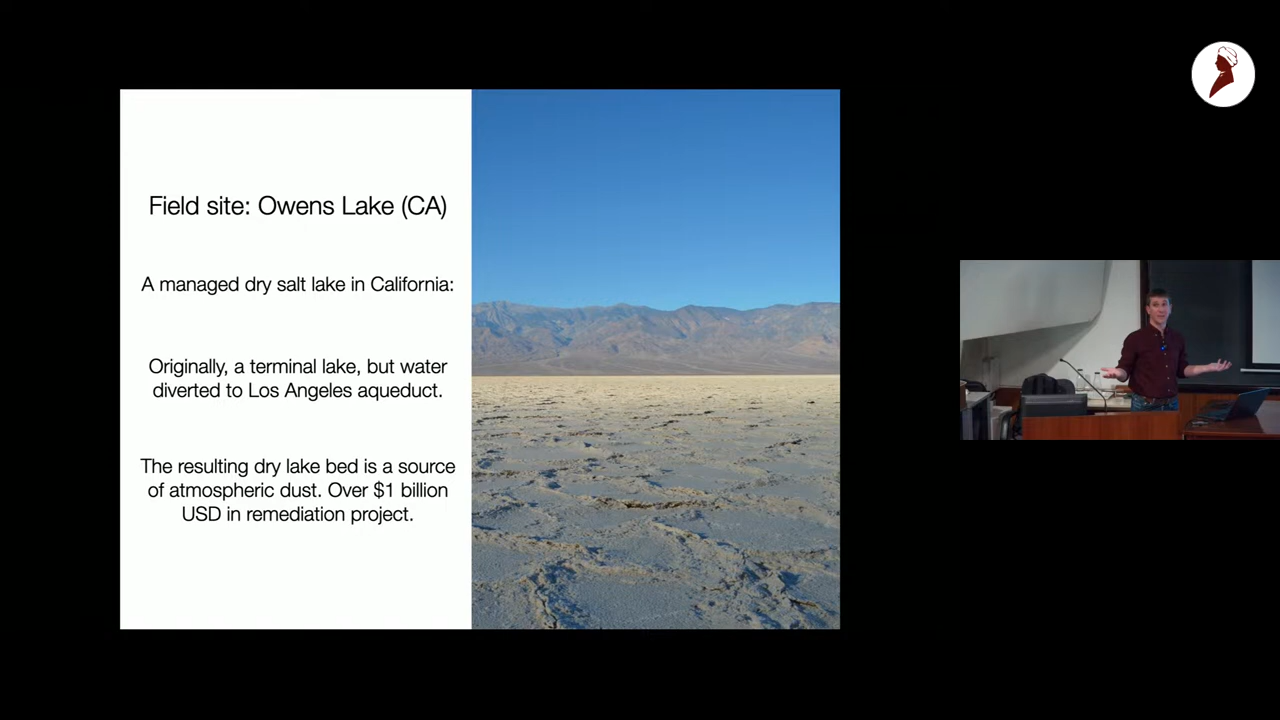 Field site: Owens Lake (CA)
A managed dry salt lake in California:
Originally, a terminal lake, but water
diverted to Los Angeles aqueduct.
The resulting dry lake bed is a source
of atmospheric dust. Over $1 billion
USD in remediation project.